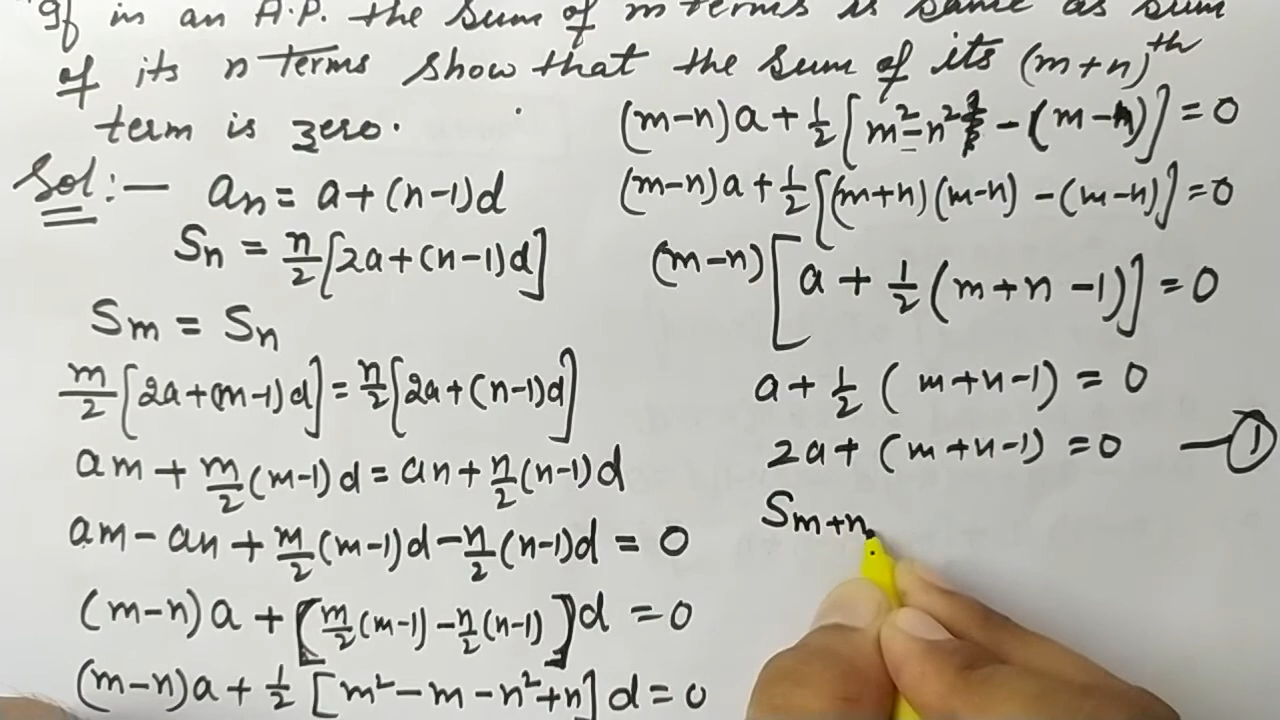 If in an A.P. the sum of m terms is same as sum
of its n terms show that the sum of its (m+n)th
term is zero.
Sol:— an = a+(n-1)d
Sn = n/2[2a+(n-1)d]
Sm = Sn
m/2[2a+(m-1)d] = n/2[2a+(n-1)d]
am + m/2(m-1)d = an + n/2(n-1)d
am - an + m/2(m-1)d - n/2(n-1)d = 0
(m-n)a + [m/2(m-1) - n/2(n-1)]d = 0
(m-n)a + 1/2[m²-m-n²+n]d = 0
(m-n)a + 1/2[m²-n² - (m-n)] = 0
(m-n)a + 1/2[(m+n)(m-n) - (m-n)] = 0
(m-n)[a + 1/2(m+n-1)] = 0
a + 1/2(m+n-1) = 0
2a + (m+n-1) = 0 —①
Sm+n